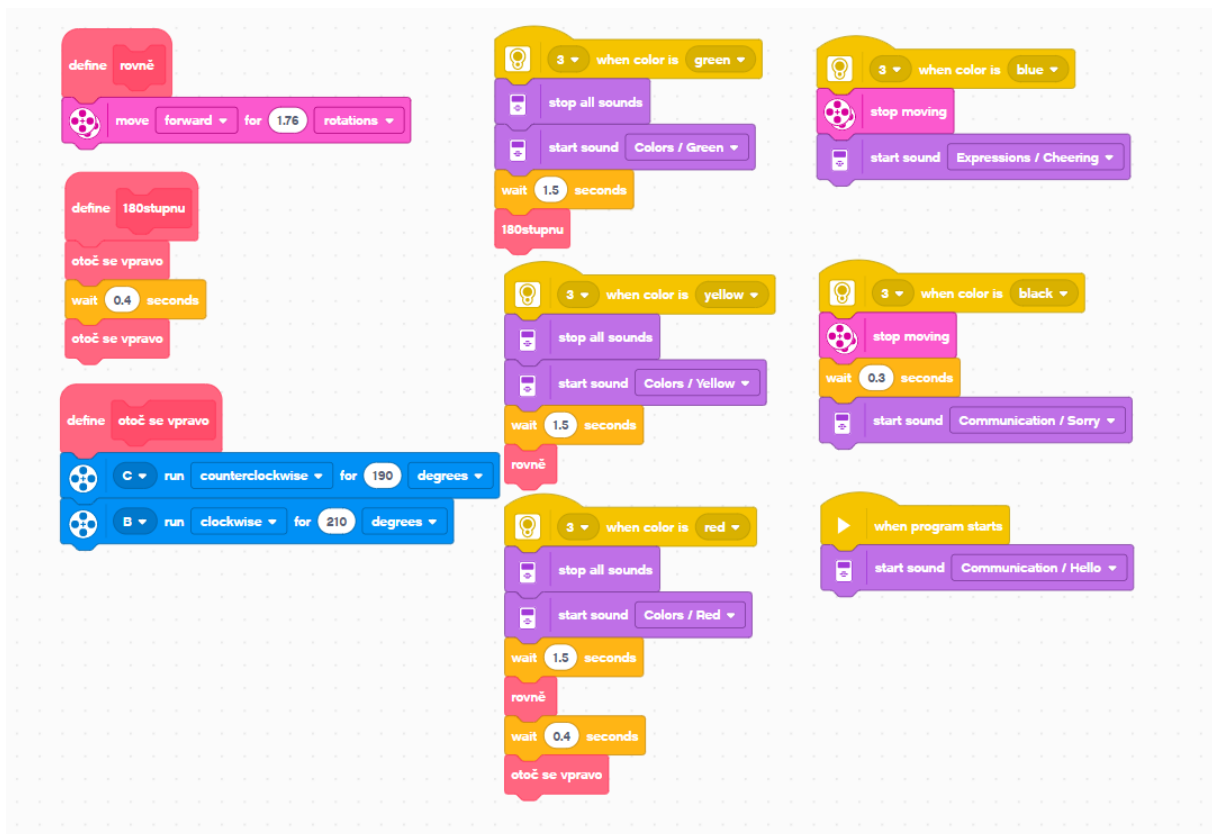 define rovně
move forward for 1.76 rotations
define 180stupnu
otoč se vpravo
wait 0.4 seconds
otoč se vpravo
define otoč se vpravo
C run counterclockwise for 190 degrees
B run clockwise for 210 degrees
3 when color is green
stop all sounds
start sound Colors / Green
wait 1.5 seconds
180stupnu
3 when color is yellow
stop all sounds
start sound Colors / Yellow
wait 1.5 seconds
rovně
3 when color is red
stop all sounds
start sound Colors / Red
wait 1.5 seconds
rovně
wait 0.4 seconds
otoč se vpravo
3 when color is blue
stop moving
start sound Expressions / Cheering
3 when color is black
stop moving
wait 0.3 seconds
start sound Communication / Sorry
when program starts
start sound Communication / Hello